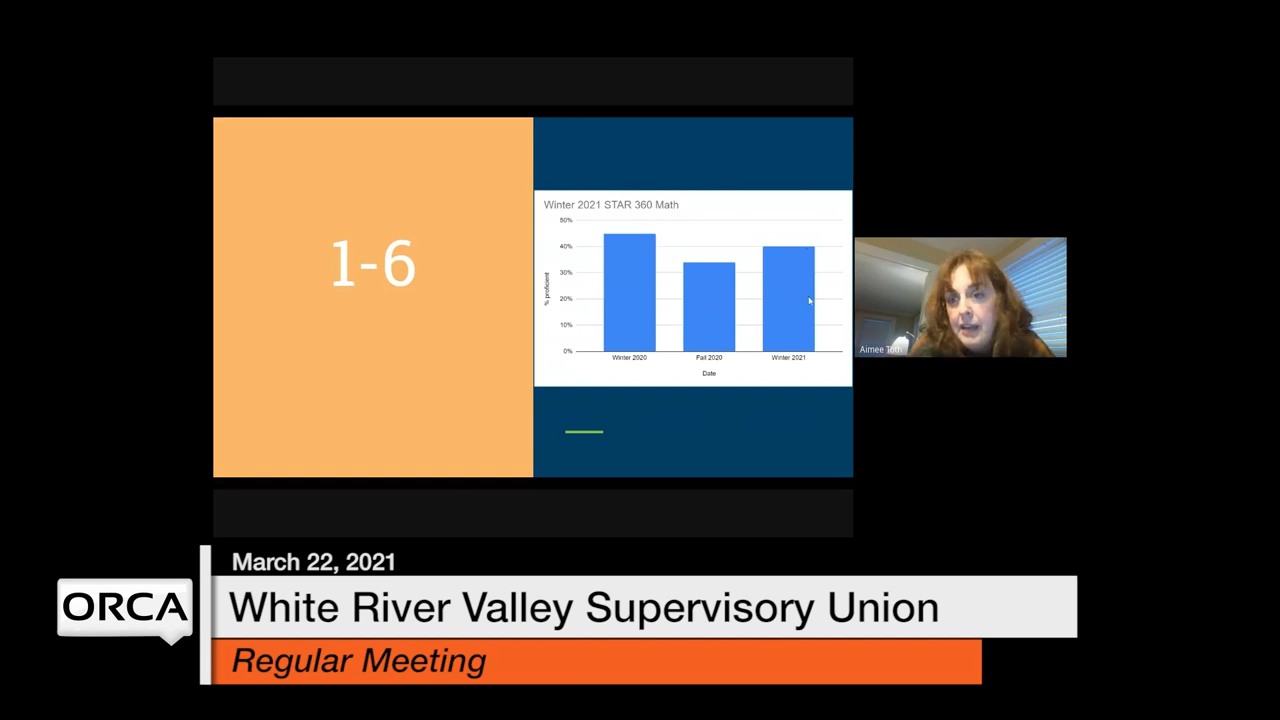 1-6
Winter 2021 STAR 360 Math
50%
40%
30%
20%
10%
0%
% proficient
Winter 2020
Fall 2020
Winter 2021
Date
Aimee Toth
March 22, 2021
ORCA
White River Valley Supervisory Union
Regular Meeting